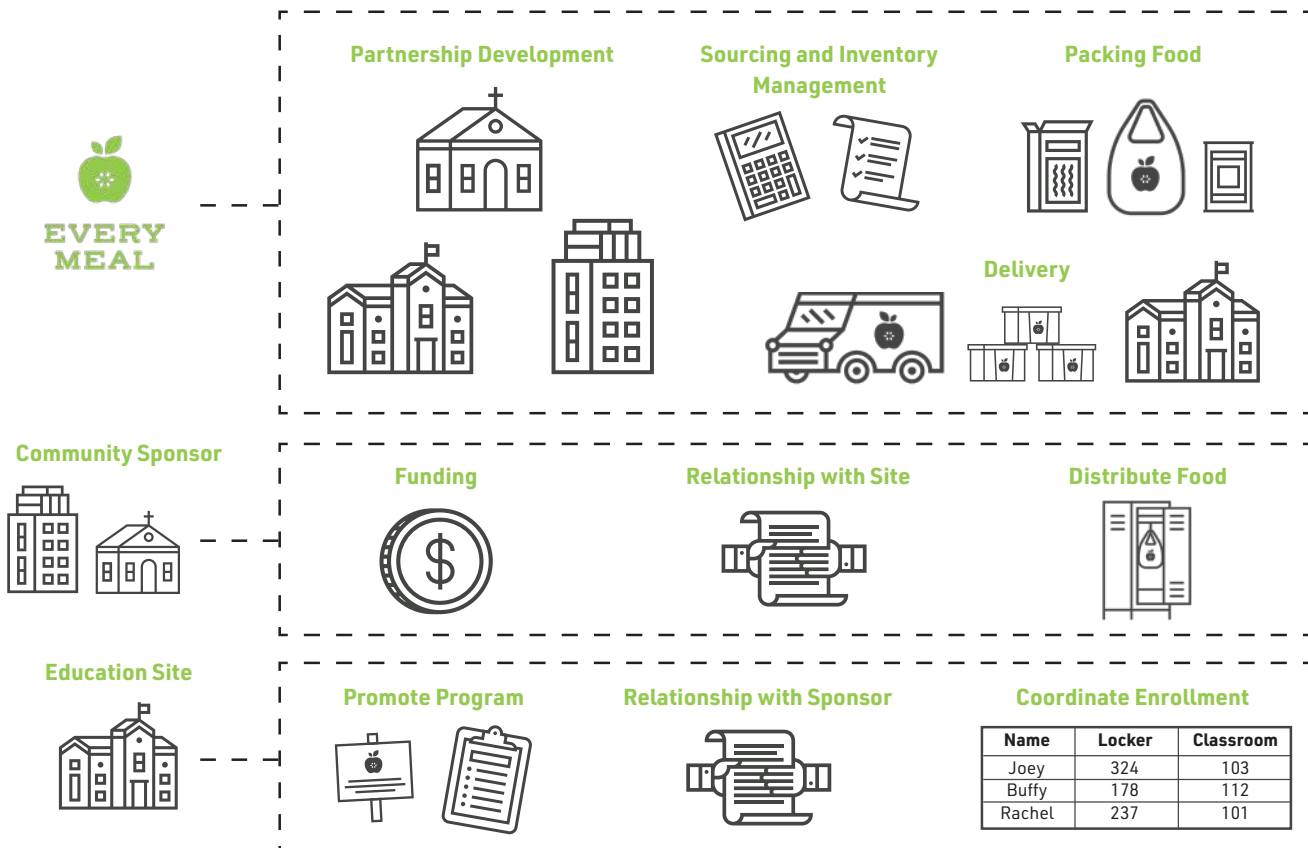 EVERY
MEAL
Partnership Development
Sourcing and Inventory
Management
Packing Food
Delivery
Community Sponsor
Funding
$
Relationship with Site
Distribute Food
Education Site
Promote Program
Relationship with Sponsor
Coordinate Enrollment
Name Locker Classroom
Joey 324 103
Buffy 178 112
Rachel 237 101